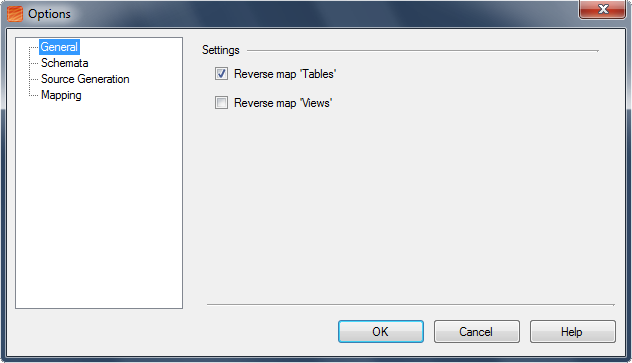 Options
General
Schemata
Source Generation
Mapping
Settings
Reverse map 'Tables'
Reverse map 'Views'
OK
Cancel
Help